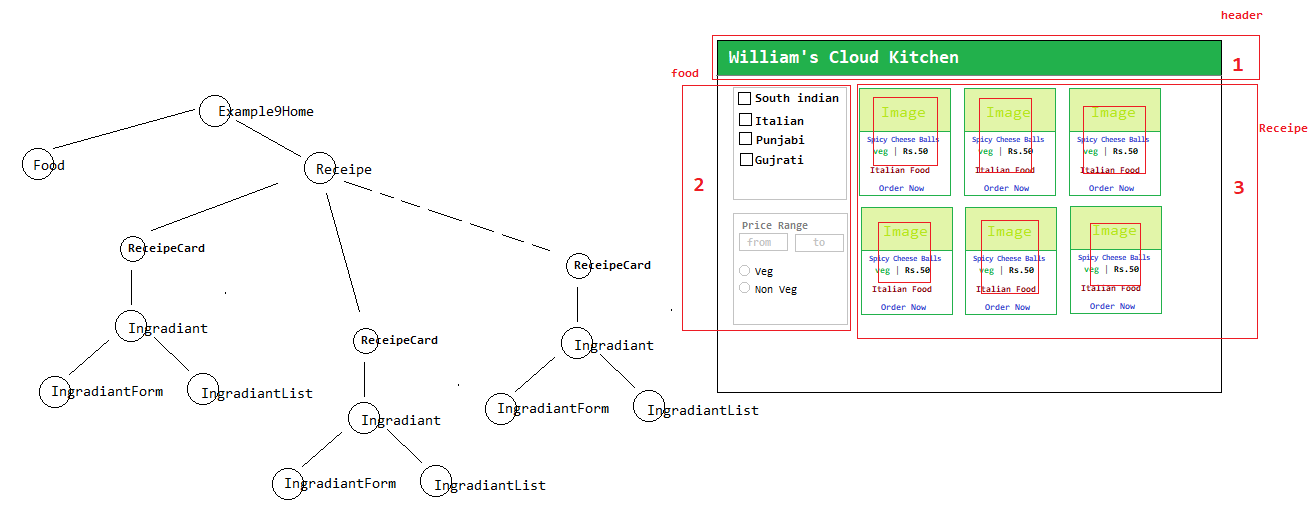 Example9Home
Food
Receipe
ReceipeCard
Ingradiant
IngradiantForm
IngradiantList
ReceipeCard
Ingradiant
IngradiantForm
IngradiantList
ReceipeCard
Ingradiant
IngradiantForm
IngradiantList
header
William's Cloud Kitchen
1
food
2
South indian
Italian
Punjabi
Gujrati
Price Range
from to
Veg
Non Veg
Receipe
3
Image
Spicy Cheese Balls
veg | Rs.50
Italian Food
Order Now
Image
Spicy Cheese Balls
veg | Rs.50
Italian Food
Order Now
Image
Spicy Cheese Balls
veg | Rs.50
Italian Food
Order Now
Image
Spicy Cheese Balls
veg | Rs.50
Italian Food
Order Now
Image
Spicy Cheese Balls
veg | Rs.50
Italian Food
Order Now
Image
Spicy Cheese Balls
veg | Rs.50
Italian Food
Order Now